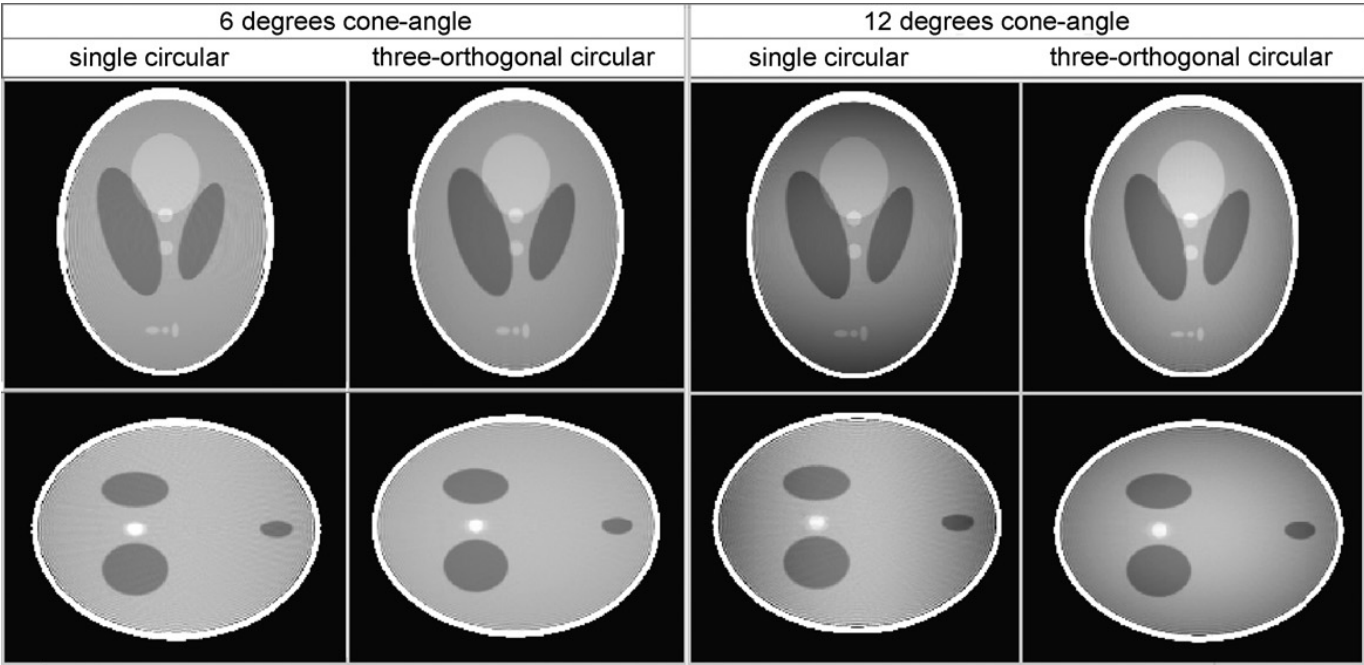 6 degrees cone-angle
12 degrees cone-angle
single circular
three-orthogonal circular
single circular
three-orthogonal circular